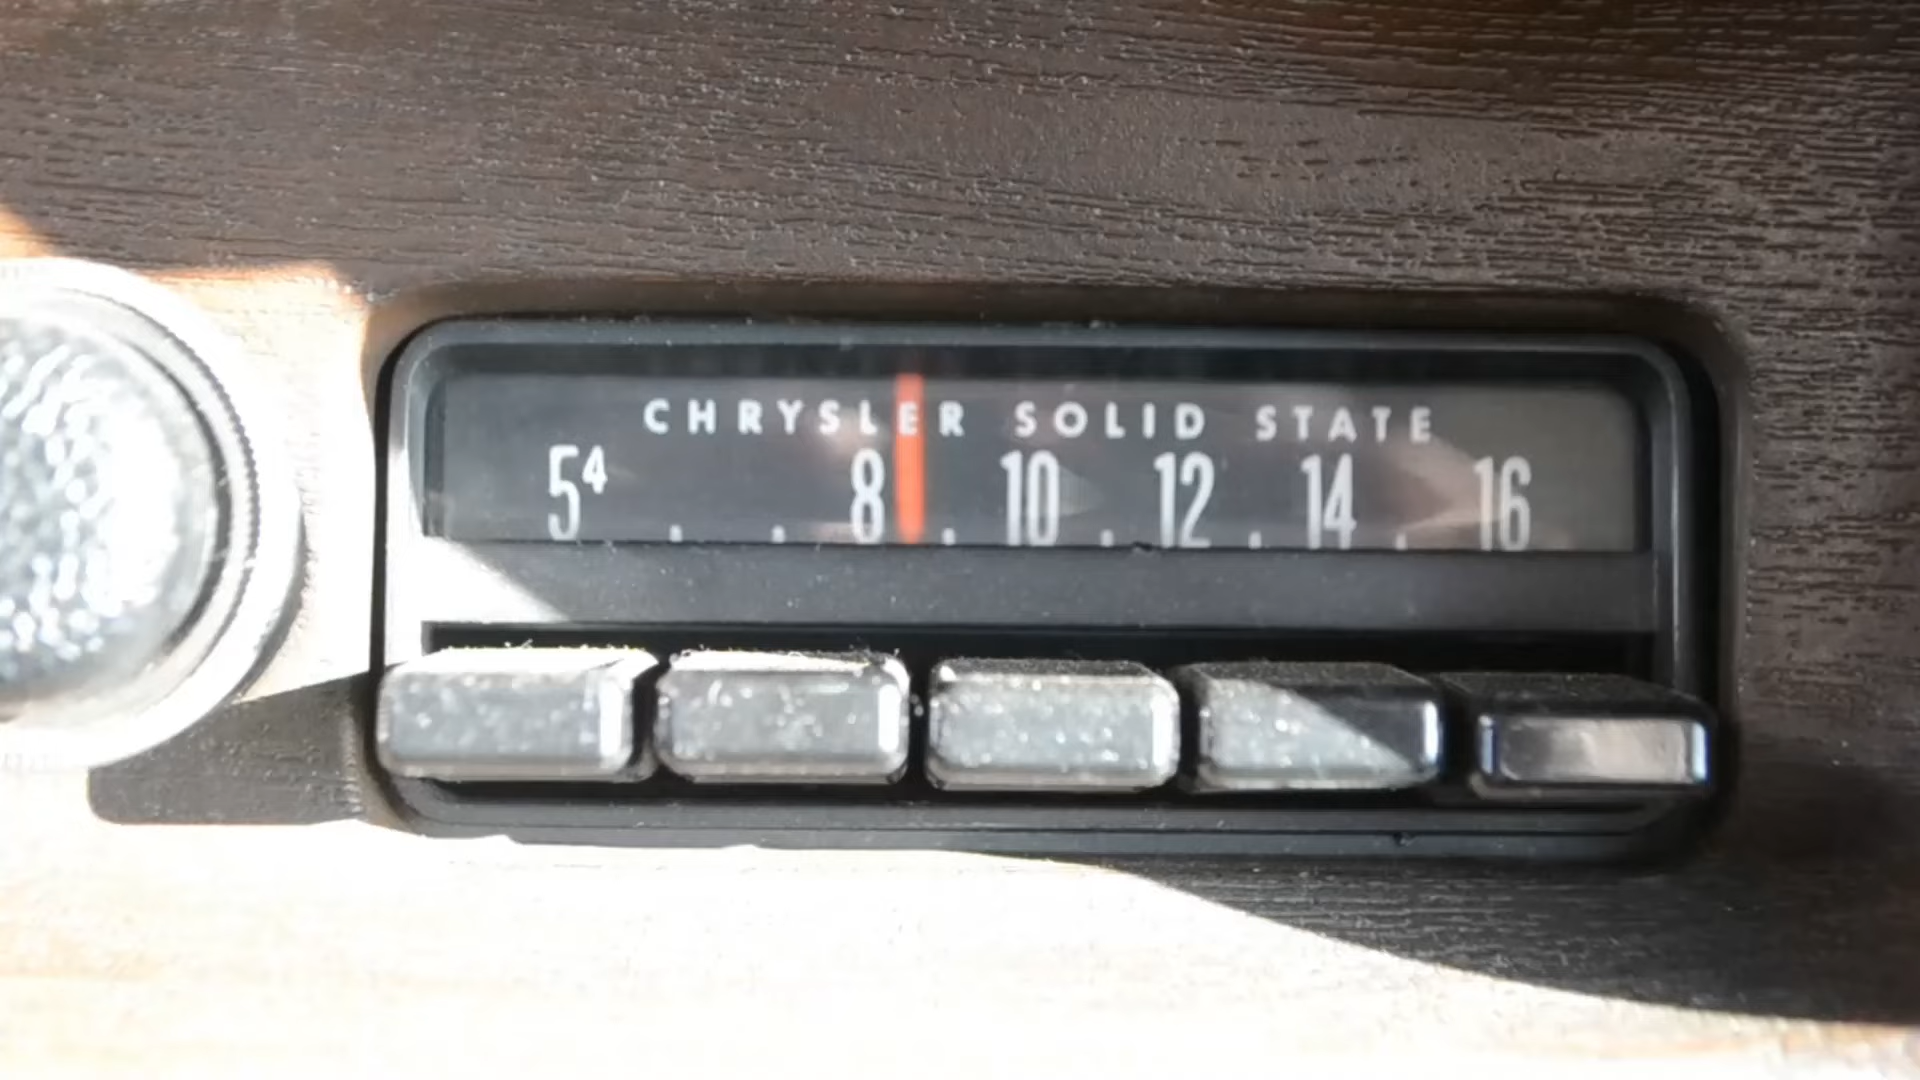 CHRYSLER SOLID STATE
5⁴ . . 8 . 10 . 12 . 14 . 16